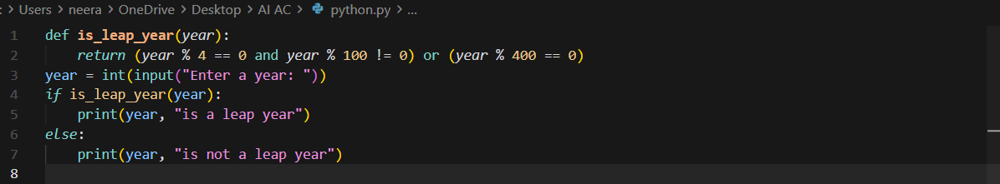 : > Users > neera > OneDrive > Desktop > AI AC > python.py > ...
1 def is_leap_year(year):
2     return (year % 4 == 0 and year % 100 != 0) or (year % 400 == 0)
3 year = int(input("Enter a year: "))
4 if is_leap_year(year):
5     print(year, "is a leap year")
6 else:
7     print(year, "is not a leap year")
8